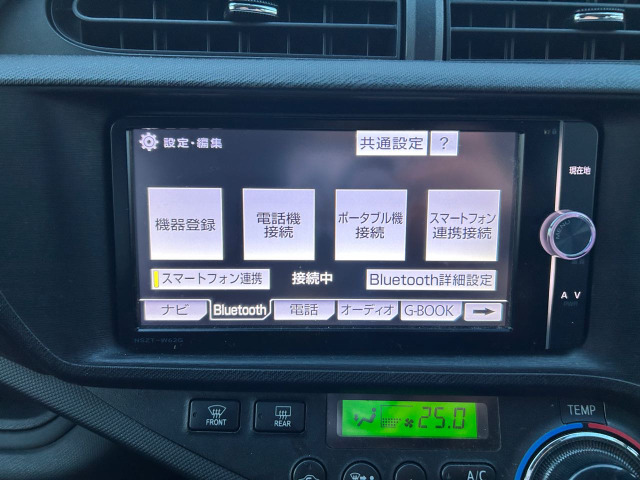 設定・編集
共通設定
?
現在地
機器登録
電話機
接続
ポータブル機
接続
スマートフォン
連携接続
スマートフォン連携
接続中
Bluetooth詳細設定
ナビ
Bluetooth
電話
オーディオ
G-BOOK
A V
NSZT-W62G
FRONT
REAR
25.0
TEMP
A/C